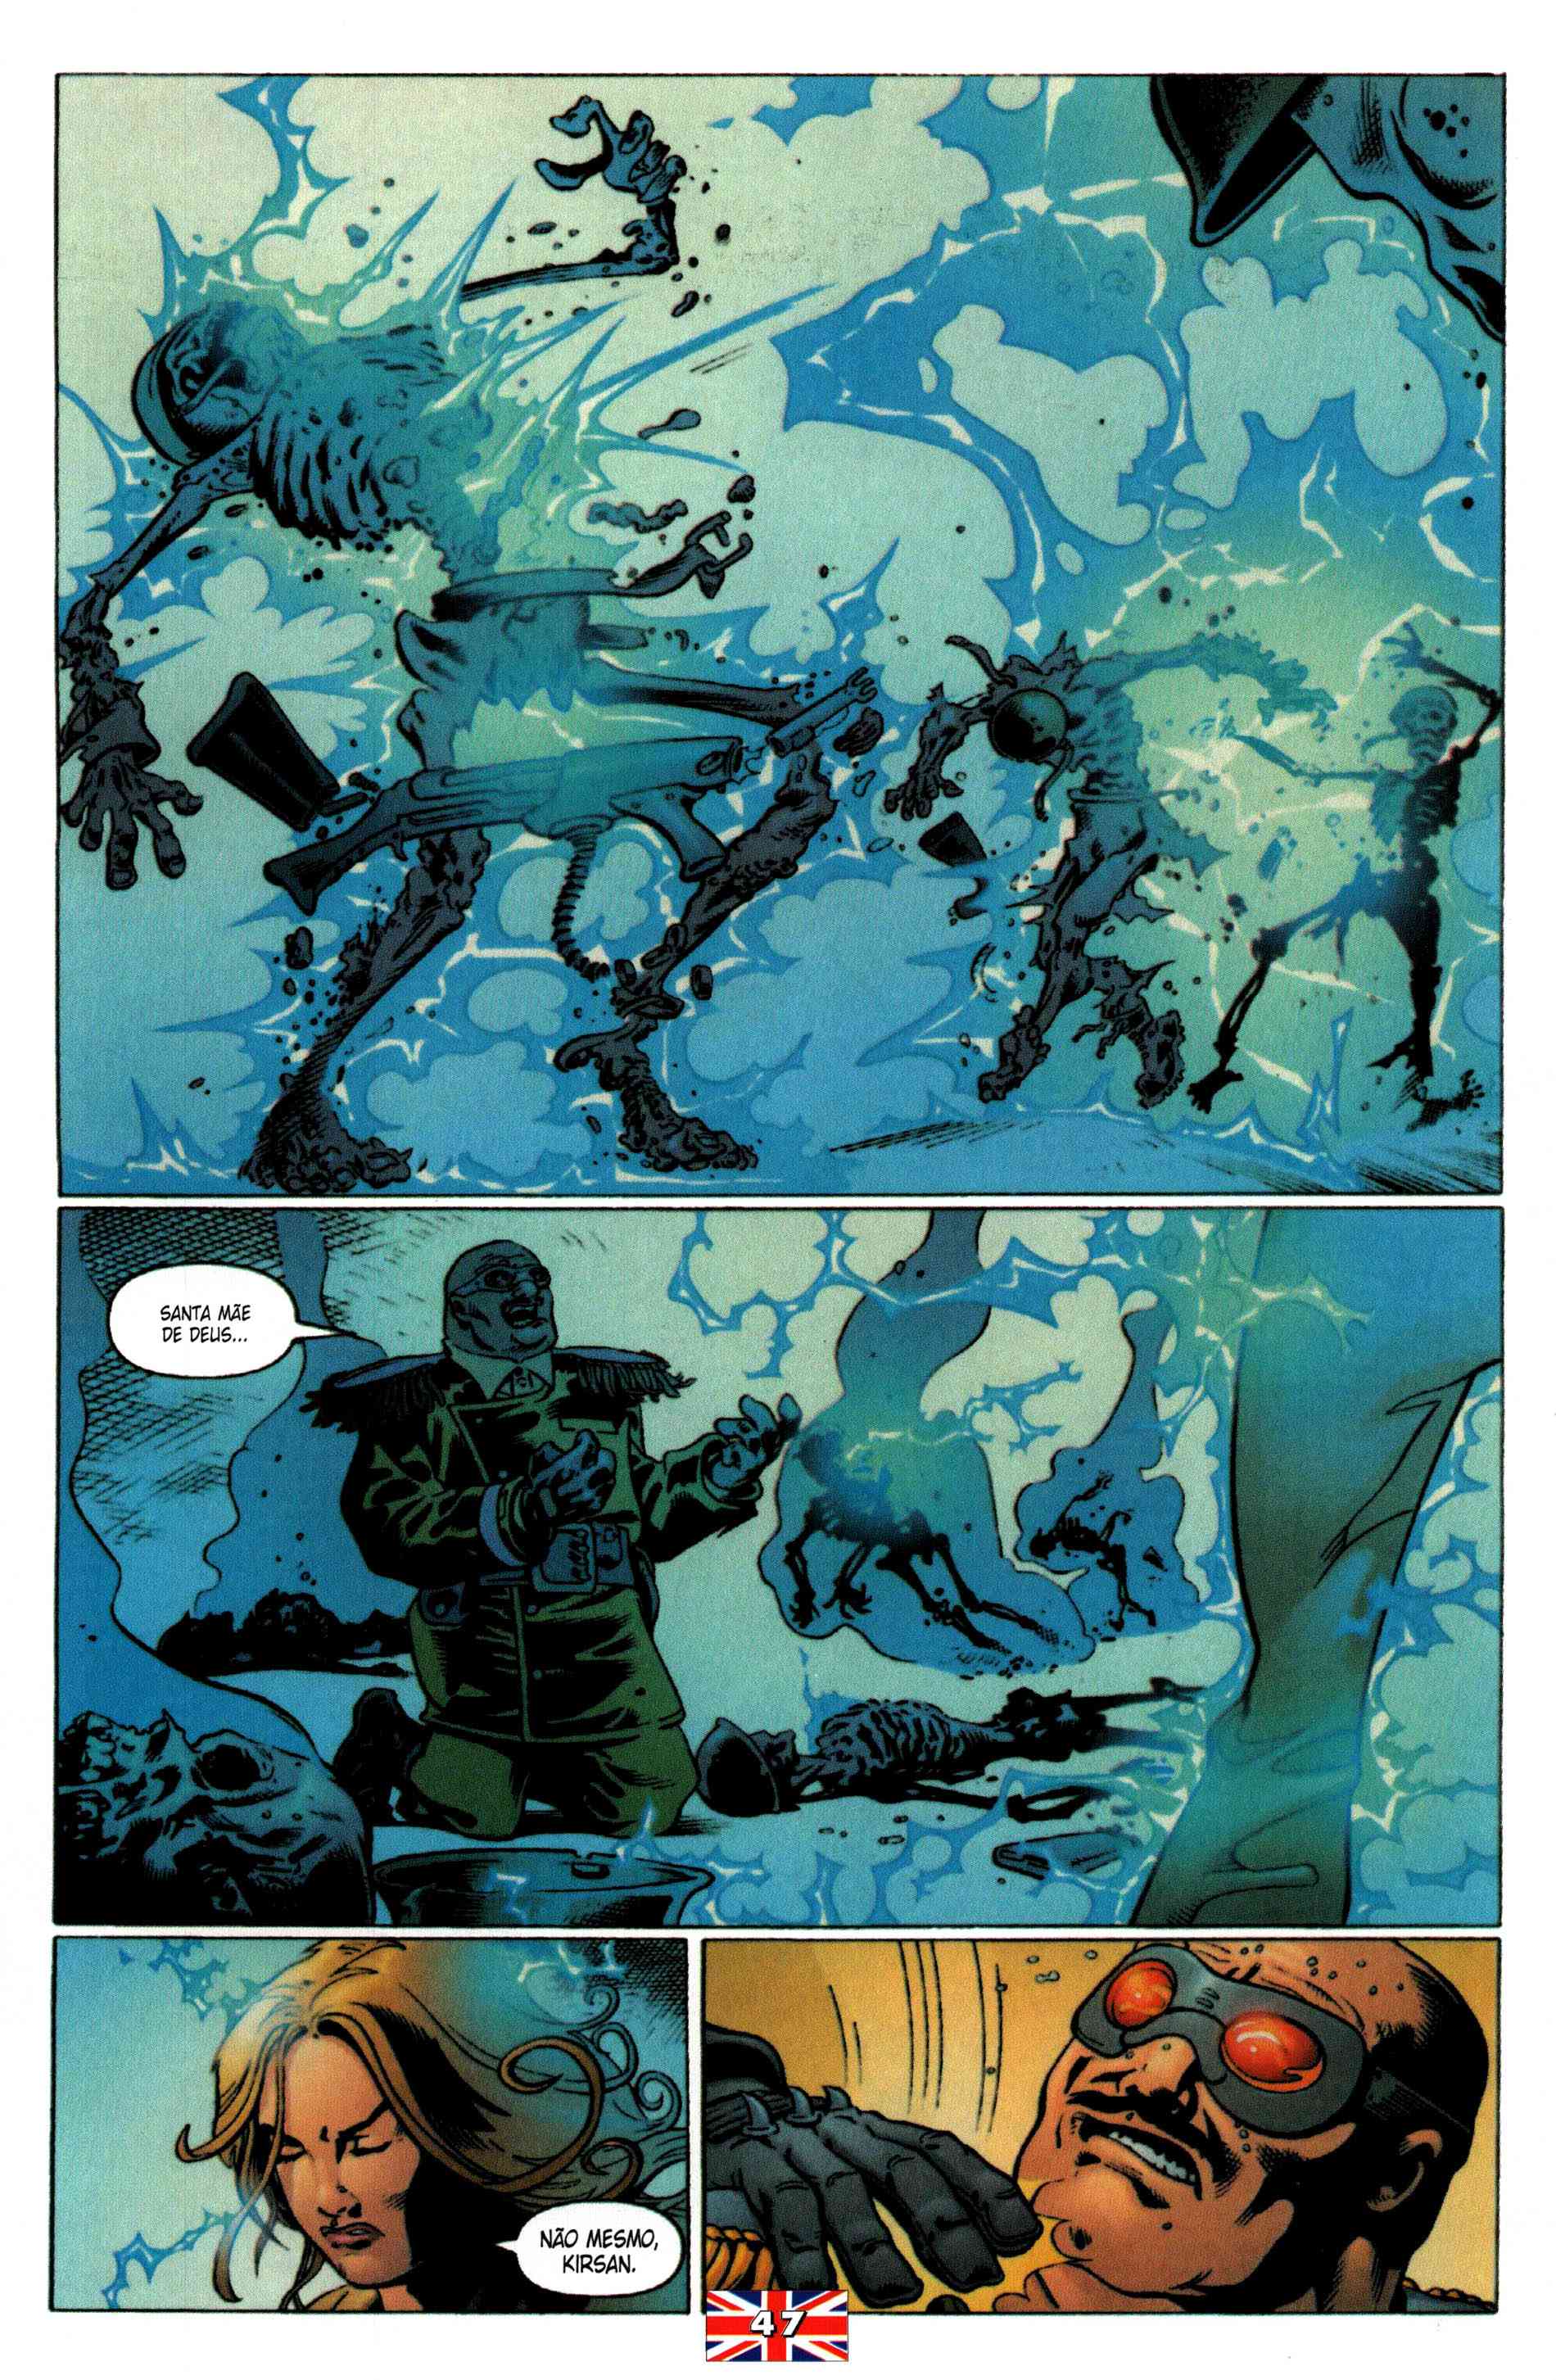 SANTA MÃE
DE DEUS...
NÃO MESMO,
KIRSAN.
47